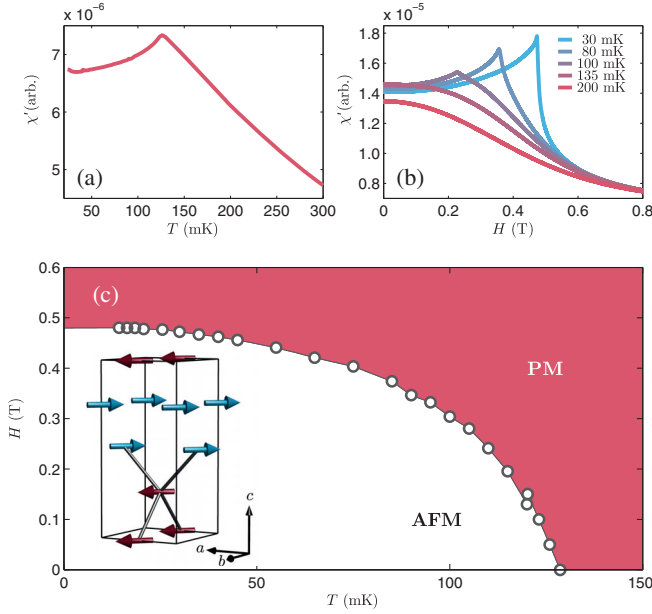 × 10⁻⁶
7
6
5
χ′(arb.)
(a)
50 100 150 200 250 300
T (mK)
× 10⁻⁵
1.8
1.6
1.4
1.2
1.0
0.8
χ′(arb.)
30 mK
80 mK
100 mK
135 mK
200 mK
(b)
0 0.2 0.4 0.6 0.8
H (T)
0.6
0.5
0.4
0.3
0.2
0.1
0
H (T)
(c)
PM
AFM
c
a
b
0 50 100 150
T (mK)